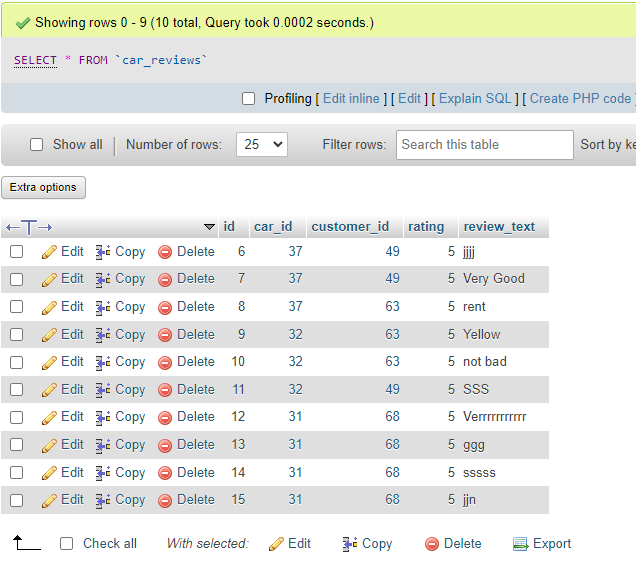 Showing rows 0 - 9 (10 total, Query took 0.0002 seconds.)
SELECT * FROM `car_reviews`
Profiling [ Edit inline ] [ Edit ] [ Explain SQL ] [ Create PHP code ]
Show all Number of rows: 25 Filter rows: Search this table Sort by
Extra options
id car_id customer_id rating review_text
Edit Copy Delete 6 37 49 5 jjjj
Edit Copy Delete 7 37 49 5 Very Good
Edit Copy Delete 8 37 63 5 rent
Edit Copy Delete 9 32 63 5 Yellow
Edit Copy Delete 10 32 63 5 not bad
Edit Copy Delete 11 32 49 5 SSS
Edit Copy Delete 12 31 68 5 Verrrrrrrrrrr
Edit Copy Delete 13 31 68 5 ggg
Edit Copy Delete 14 31 68 5 sssss
Edit Copy Delete 15 31 68 5 jjn
Check all With selected: Edit Copy Delete Export